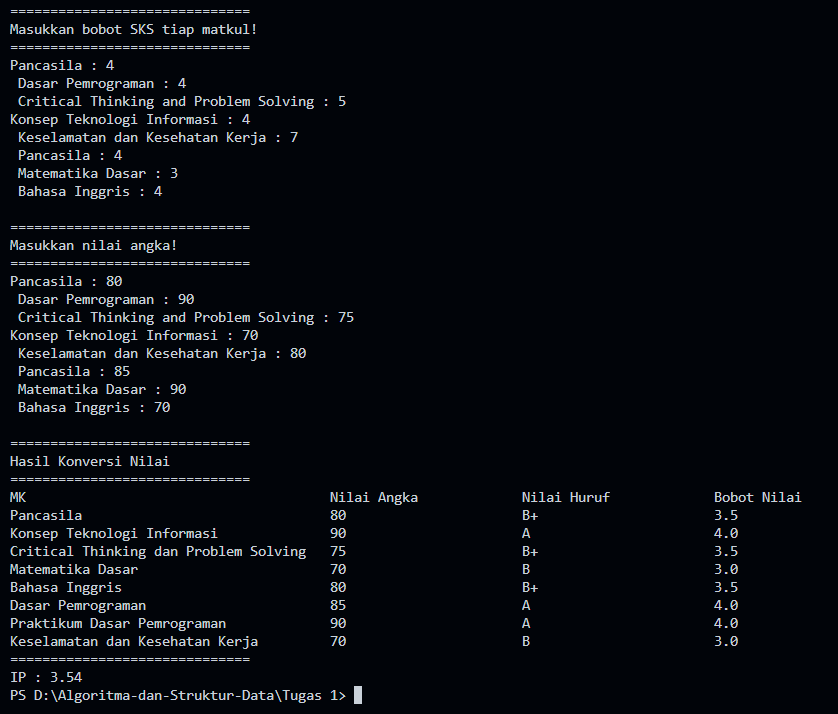 ==============================
Masukkan bobot SKS tiap matkul!
==============================
Pancasila : 4
 Dasar Pemrograman : 4
 Critical Thinking and Problem Solving : 5
Konsep Teknologi Informasi : 4
 Keselamatan dan Kesehatan Kerja : 7
 Pancasila : 4
 Matematika Dasar : 3
 Bahasa Inggris : 4

==============================
Masukkan nilai angka!
==============================
Pancasila : 80
 Dasar Pemrograman : 90
 Critical Thinking and Problem Solving : 75
Konsep Teknologi Informasi : 70
 Keselamatan dan Kesehatan Kerja : 80
 Pancasila : 85
 Matematika Dasar : 90
 Bahasa Inggris : 70

==============================
Hasil Konversi Nilai
==============================
MK                                      Nilai Angka             Nilai Huruf             Bobot Nilai
Pancasila                               80                      B+                      3.5
Konsep Teknologi Informasi              90                      A                       4.0
Critical Thinking dan Problem Solving   75                      B+                      3.5
Matematika Dasar                        70                      B                       3.0
Bahasa Inggris                          80                      B+                      3.5
Dasar Pemrograman                       85                      A                       4.0
Praktikum Dasar Pemrograman             90                      A                       4.0
Keselamatan dan Kesehatan Kerja         70                      B                       3.0
==============================
IP : 3.54
PS D:\Algoritma-dan-Struktur-Data\Tugas 1>